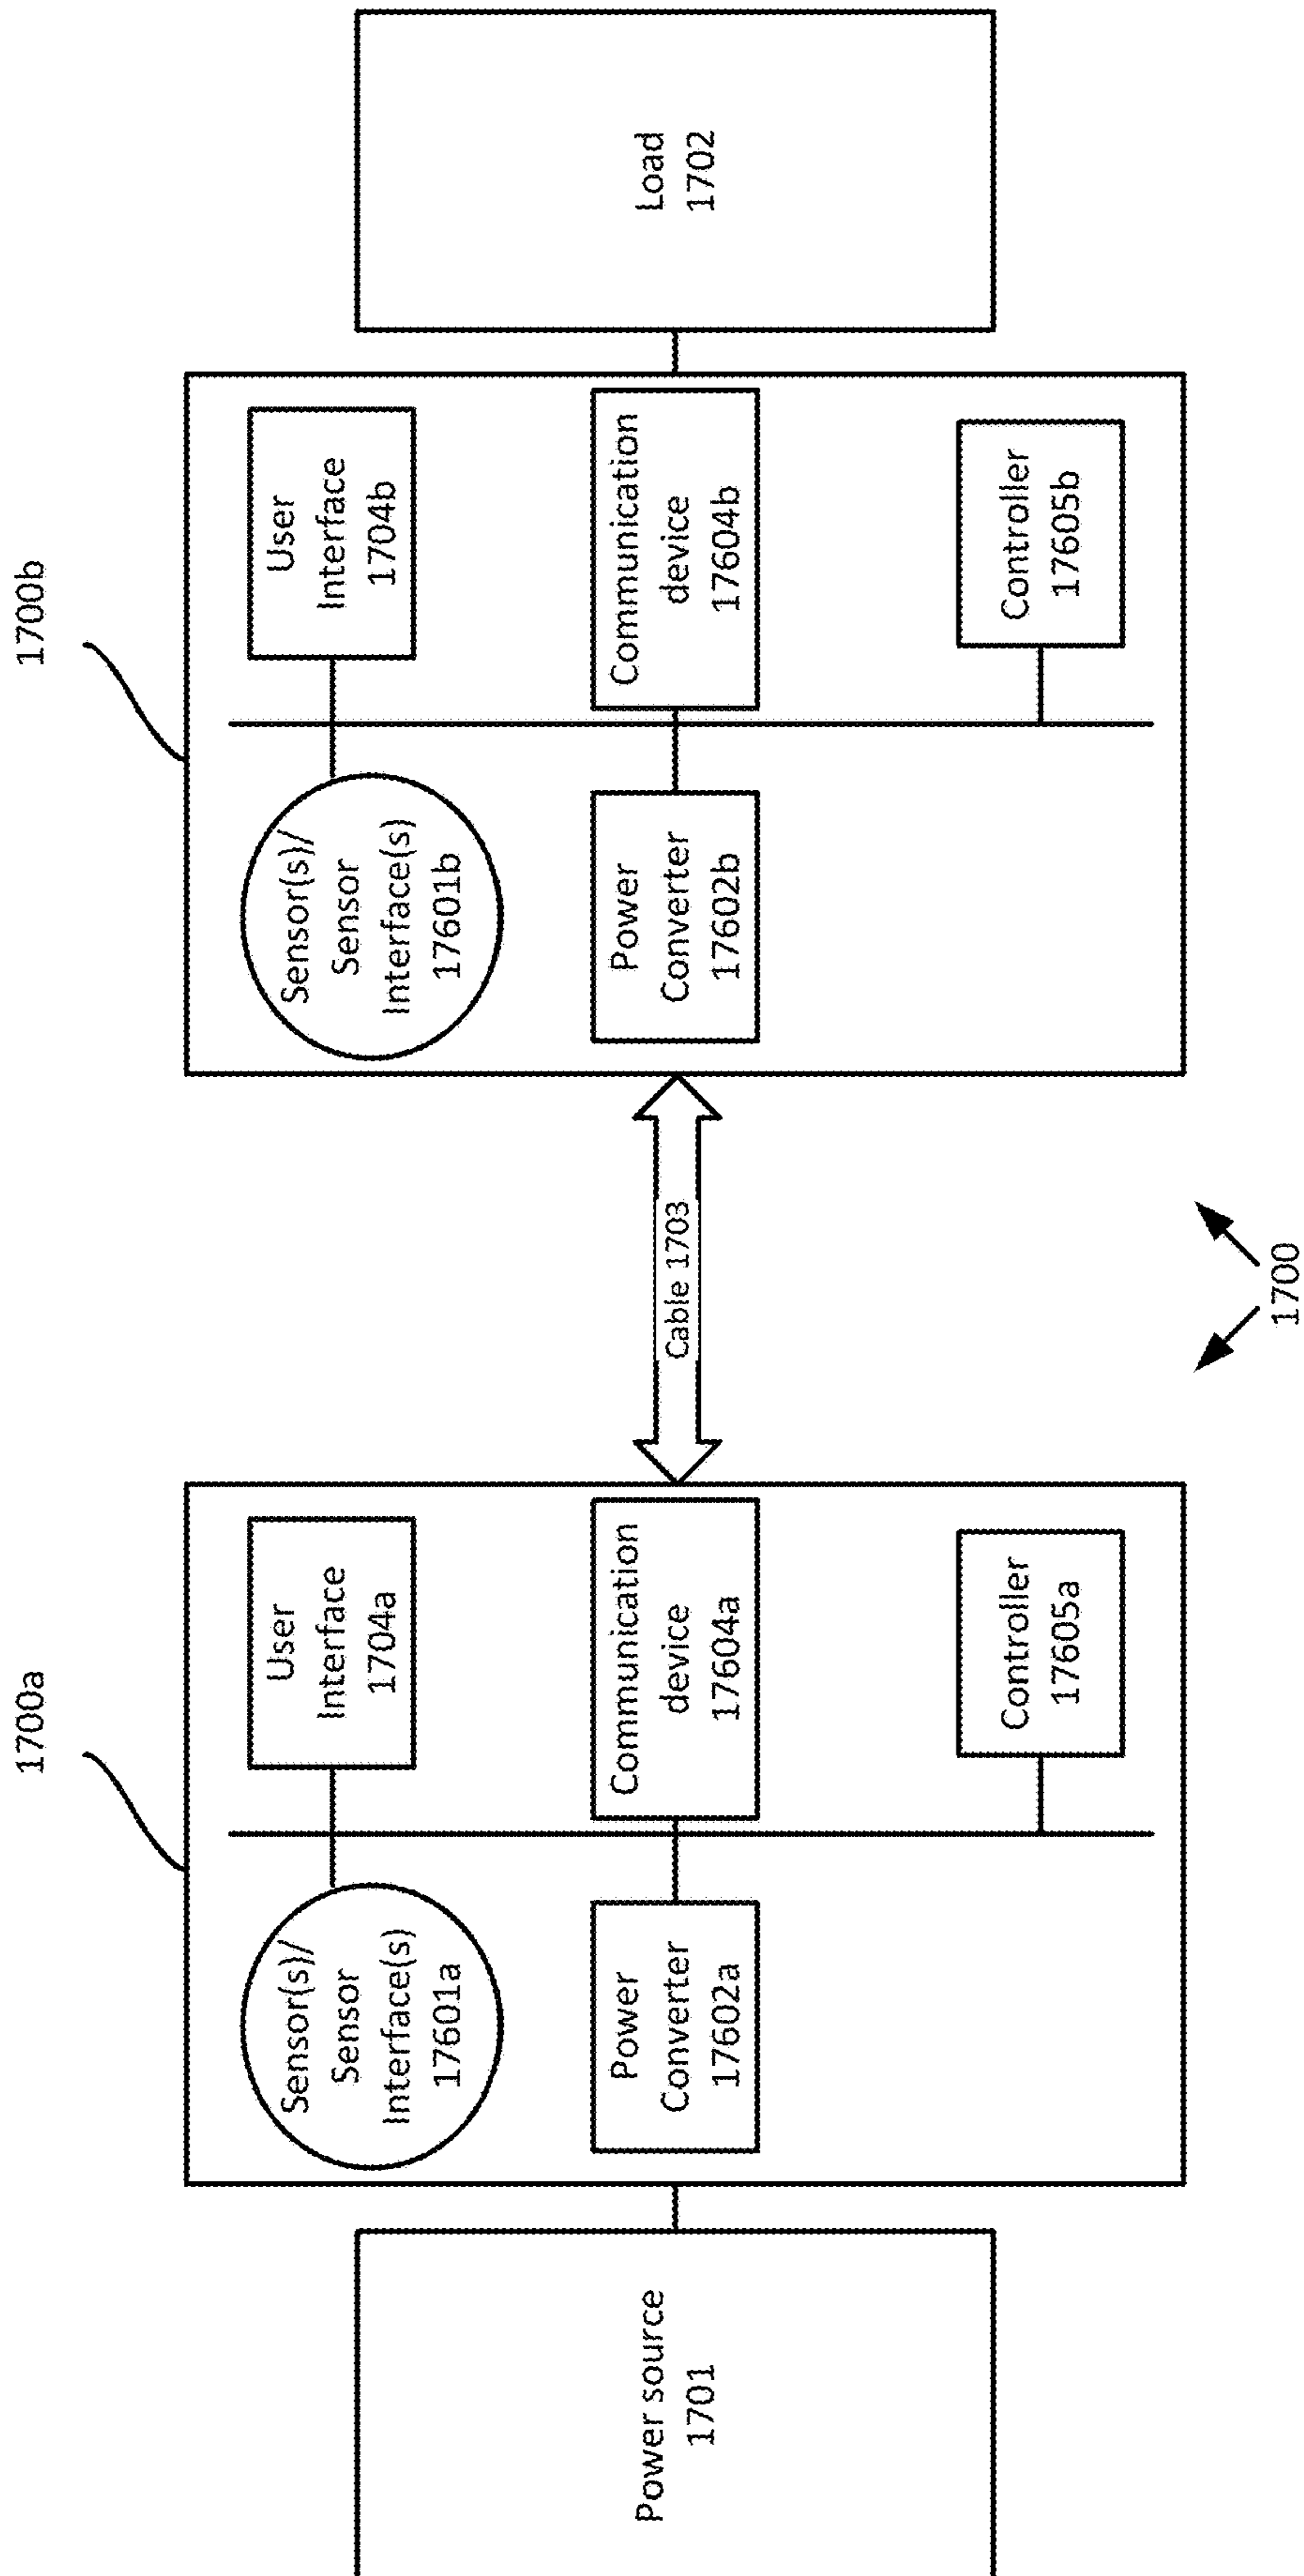 1700a
1700b
Power source
1701
Sensor(s)/
Sensor
Interface(s)
17601a
User
Interface
1704a
Power
Converter
17602a
Communication
device
17604a
Controller
17605a
Cable 1703
Sensor(s)/
Sensor
Interface(s)
17601b
User
Interface
1704b
Power
Converter
17602b
Communication
device
17604b
Controller
17605b
Load
1702
1700